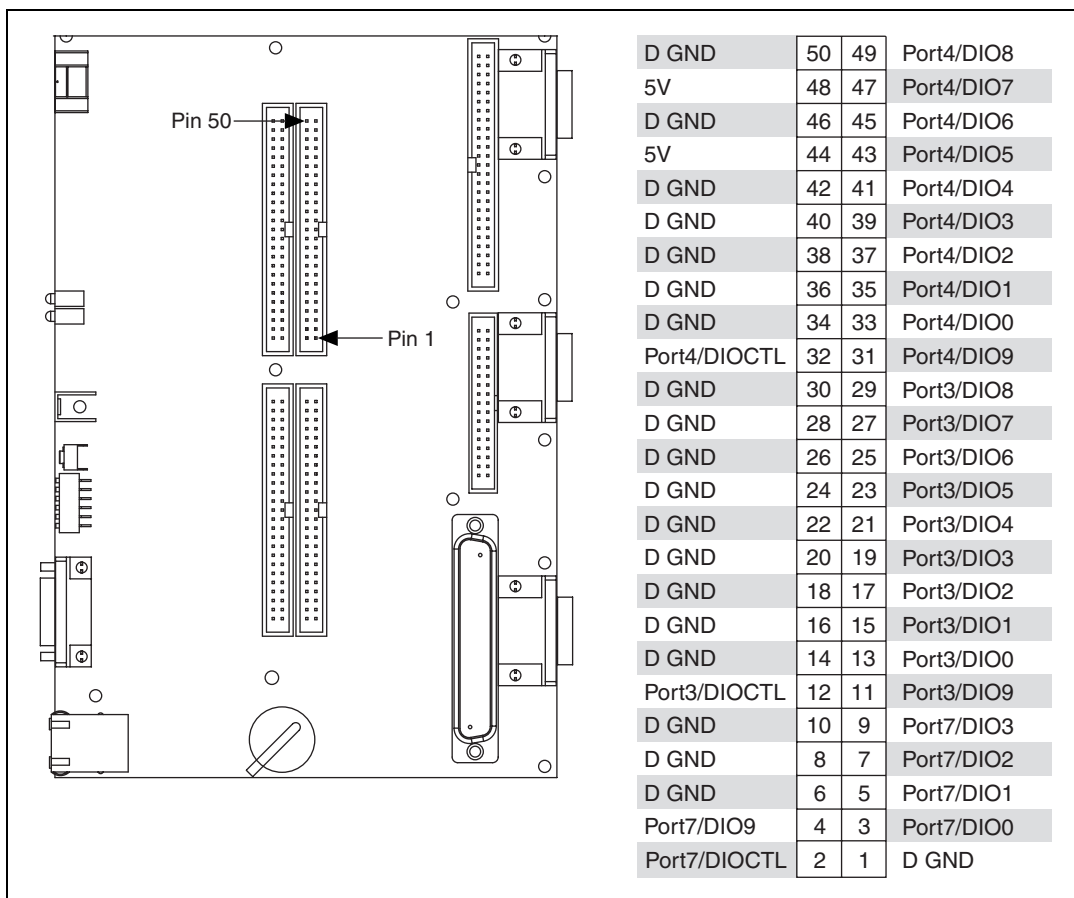 Pin 50
Pin 1
D GND 50 49 Port4/DIO8
5V 48 47 Port4/DIO7
D GND 46 45 Port4/DIO6
5V 44 43 Port4/DIO5
D GND 42 41 Port4/DIO4
D GND 40 39 Port4/DIO3
D GND 38 37 Port4/DIO2
D GND 36 35 Port4/DIO1
D GND 34 33 Port4/DIO0
Port4/DIOCTL 32 31 Port4/DIO9
D GND 30 29 Port3/DIO8
D GND 28 27 Port3/DIO7
D GND 26 25 Port3/DIO6
D GND 24 23 Port3/DIO5
D GND 22 21 Port3/DIO4
D GND 20 19 Port3/DIO3
D GND 18 17 Port3/DIO2
D GND 16 15 Port3/DIO1
D GND 14 13 Port3/DIO0
Port3/DIOCTL 12 11 Port3/DIO9
D GND 10 9 Port7/DIO3
D GND 8 7 Port7/DIO2
D GND 6 5 Port7/DIO1
Port7/DIO9 4 3 Port7/DIO0
Port7/DIOCTL 2 1 D GND